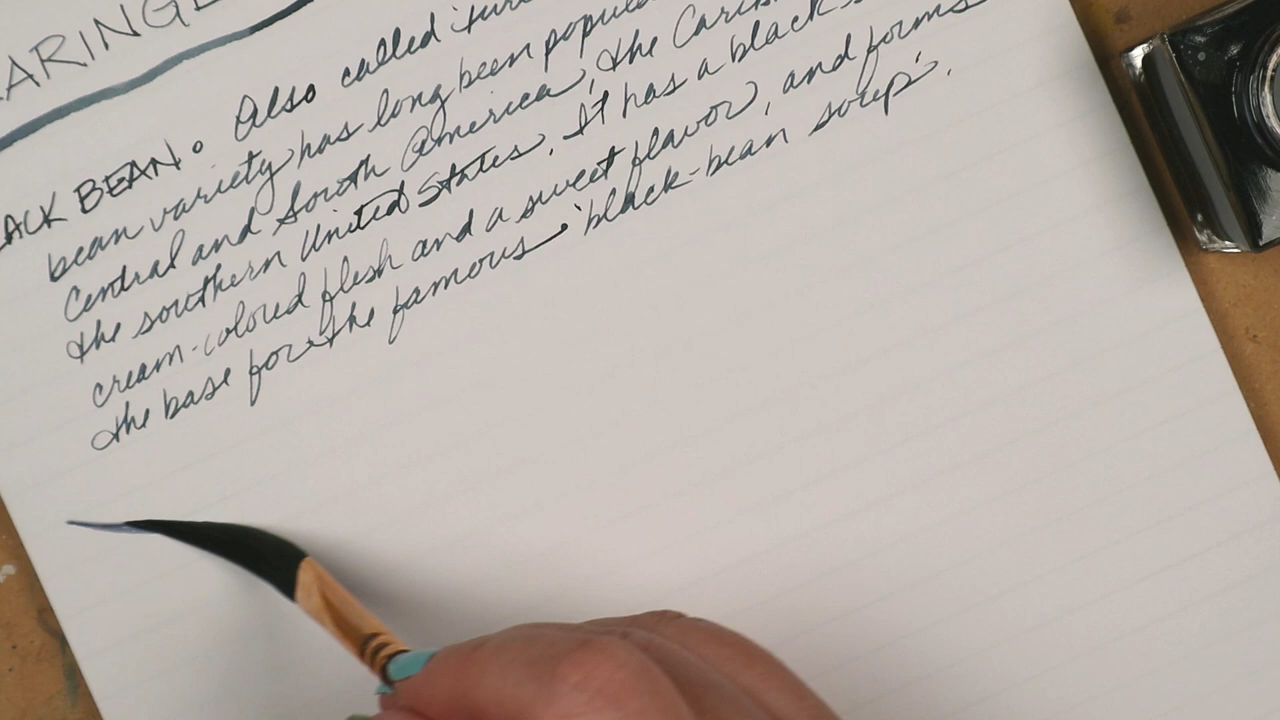 ARINGE
ACK BEAN. Also called
bean variety has long been popula
Central and South America, the Carib
the southern United States. It has a black
cream-colored flesh and a sweet flavor, and forms
the base for the famous 'black-bean soup'.